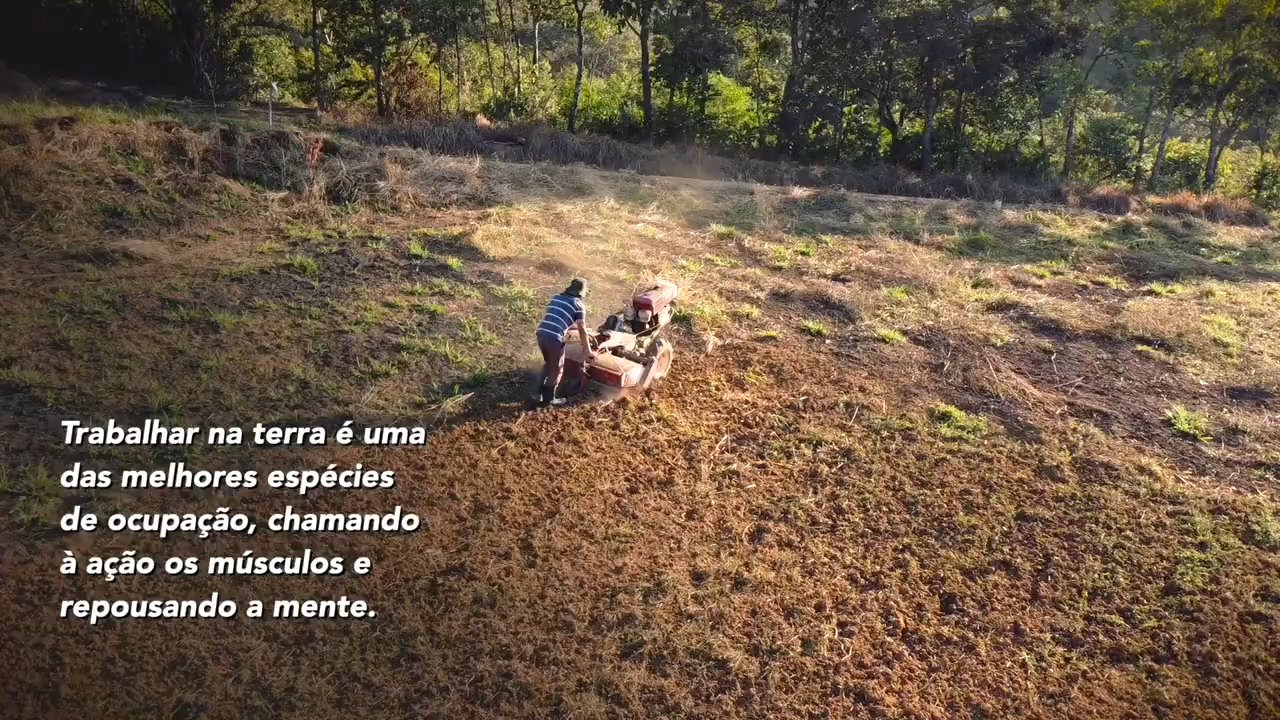 Trabalhar na terra é uma
das melhores espécies
de ocupação, chamando
à ação os músculos e
repousando a mente.